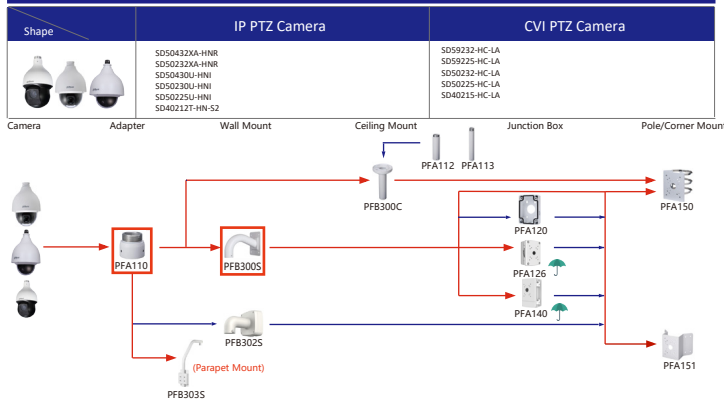 Shape
IP PTZ Camera
CVI PTZ Camera
SD50432XA-HNR
SD50232XA-HNR
SD50430U-HNI
SD50230U-HNI
SD50225U-HNI
SD40212T-HN-S2
SD59232-HC-LA
SD59225-HC-LA
SD50232-HC-LA
SD50225-HC-LA
SD40215-HC-LA
Camera
Adapter
Wall Mount
Ceiling Mount
Junction Box
Pole/Corner Mount
PFA112
PFA113
PFB300C
PFA150
PFA120
PFA110
PFB300S
PFA126
PFA140
PFB302S
(Parapet Mount)
PFA151
PFB303S